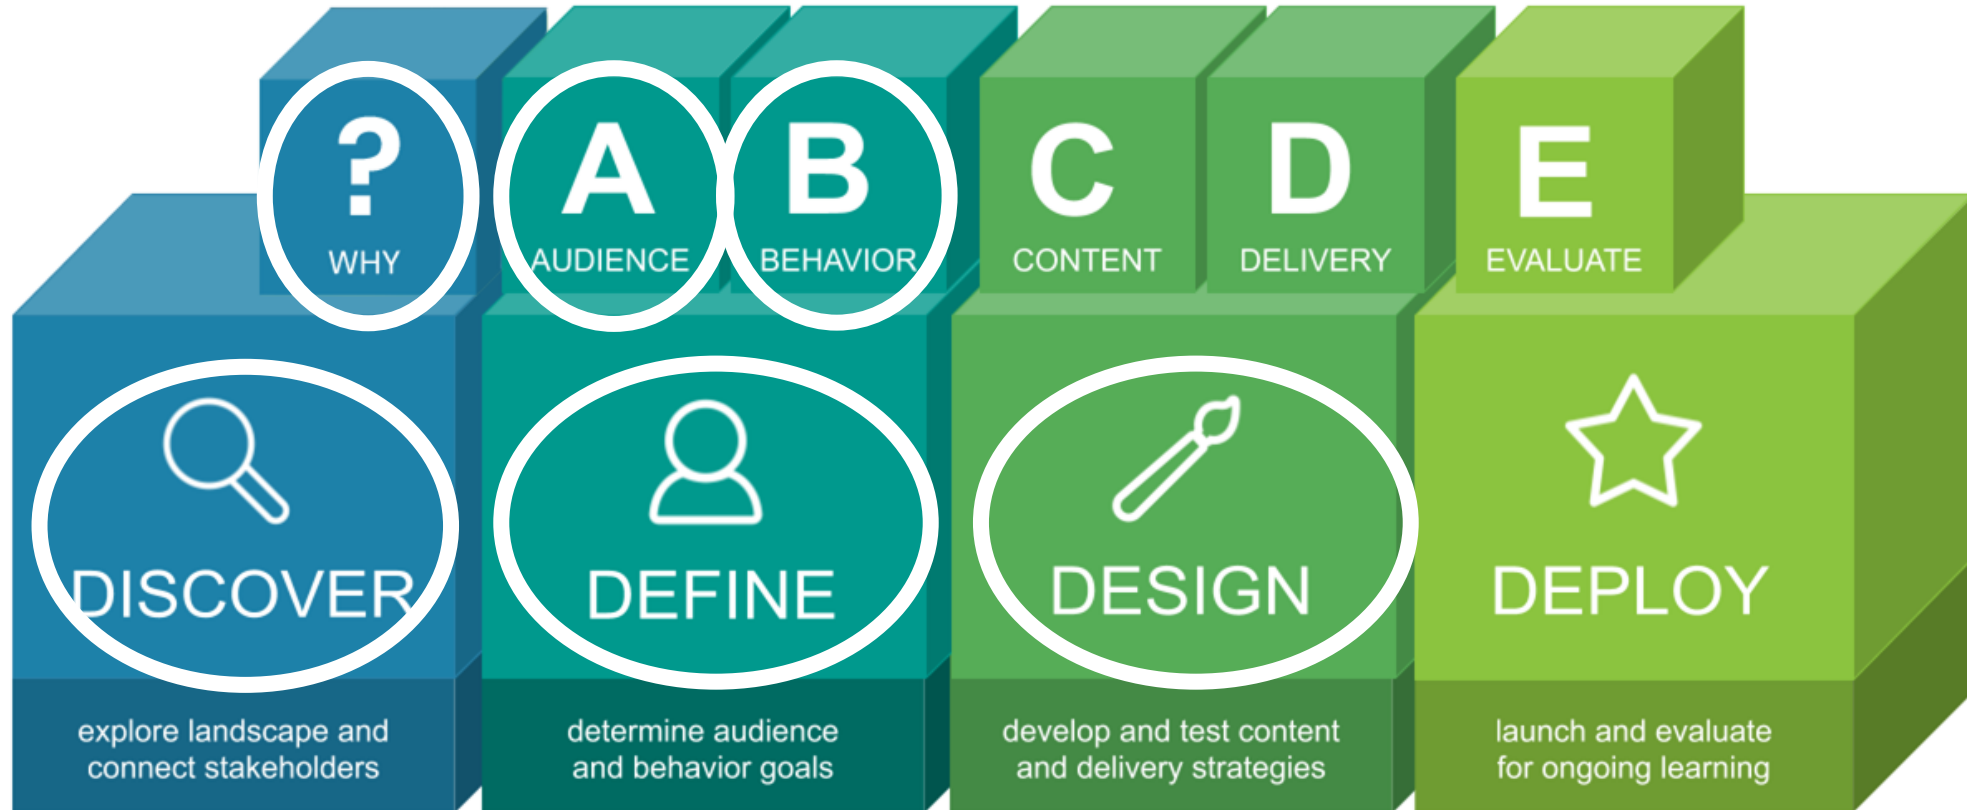 ?
WHY
A
AUDIENCE
B
BEHAVIOR
C
CONTENT
D
DELIVERY
E
EVALUATE
DISCOVER
explore landscape and
connect stakeholders
DEFINE
determine audience
and behavior goals
DESIGN
develop and test content
and delivery strategies
DEPLOY
launch and evaluate
for ongoing learning